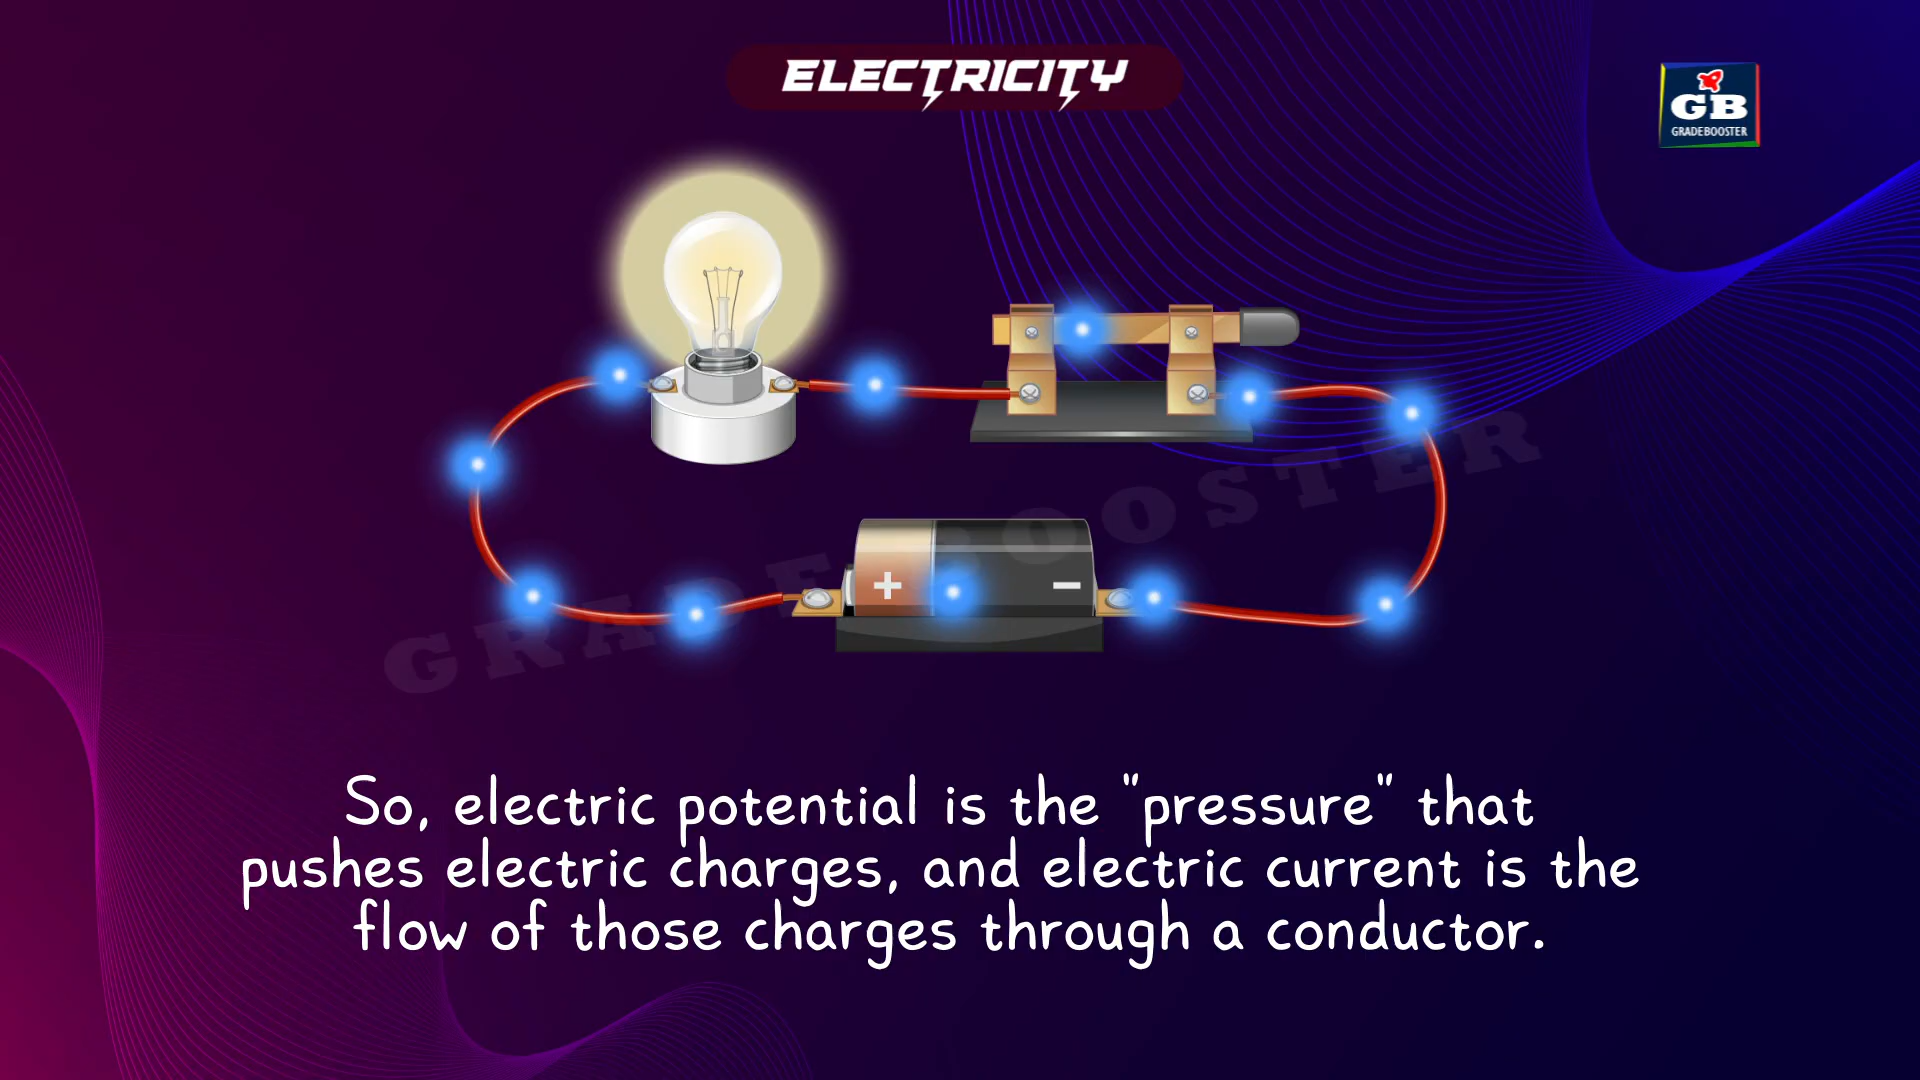 ELECTRICITY
GB
GRADEBOOSTER
+ −
GRADEBOOSTER
So, electric potential is the "pressure" that
pushes electric charges, and electric current is the
flow of those charges through a conductor.